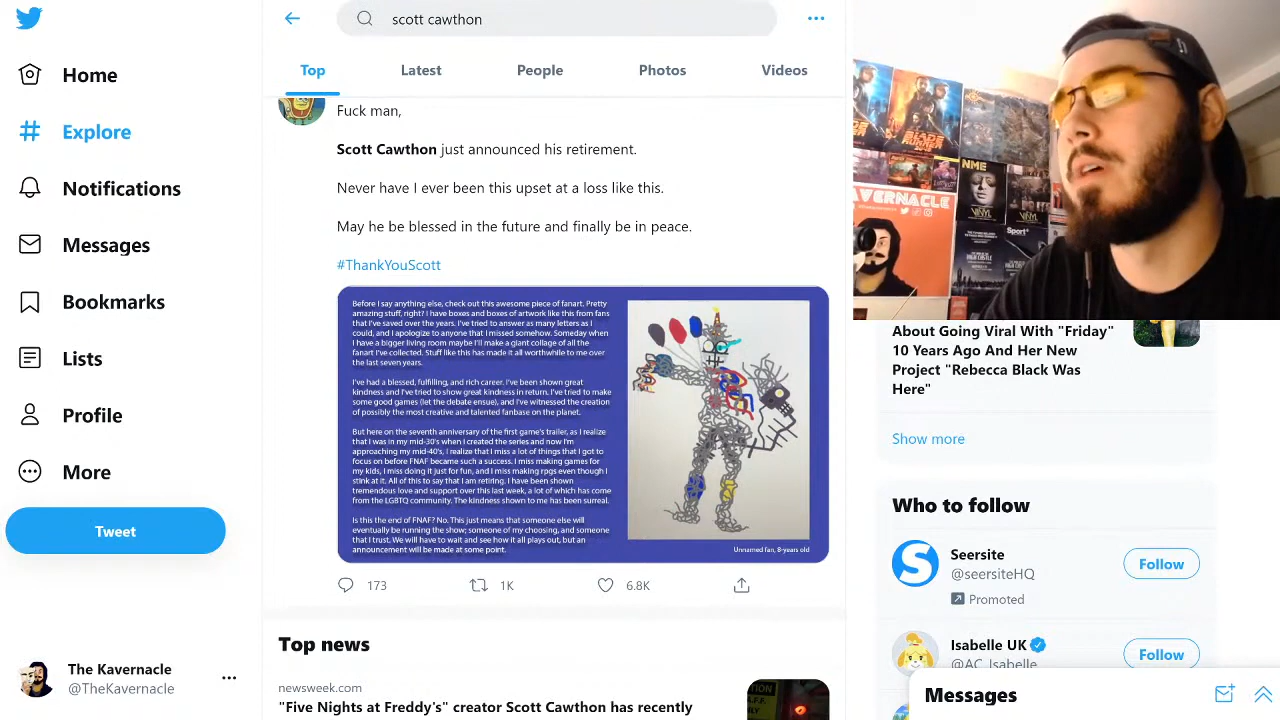 scott cawthon
Top
Latest
People
Photos
Videos
Home
Explore
Notifications
Messages
Bookmarks
Lists
Profile
More
Tweet
The Kavernacle
@TheKavernacle
Fuck man,
Scott Cawthon just announced his retirement.
Never have I ever been this upset at a loss like this.
May he be blessed in the future and finally be in peace.
#ThankYouScott
Before I say anything else, check out this awesome piece of fanart. Pretty
amazing stuff, right? I have boxes and boxes of artwork like this from fans
that I've saved over the years. I've tried to answer as many letters as I
could, and I apologize to anyone that I missed somehow. Someday when
I have a bigger living room maybe I'll make a giant collage of all the
fanart I've collected. Stuff like this has made it all worthwhile to me over
the last seven years.
I've had a blessed, fulfilling, and rich career. I've been shown great
kindness and I've tried to show great kindness in return. I've tried to make
some good games (let the debate ensue), and I've witnessed the creation
of possibly the most creative and talented fanbase on the planet.
But here on the seventh anniversary of the first game's trailer, as I realize
that I was in my mid-30's when I created the series and now I'm
approaching my mid-40's, I realize that I miss a lot of things that I got to
focus on before FNAF became such a success. I miss making games for
my kids, I miss doing it just for fun, and I miss making rpgs even though I
stink at it. All of this to say that I am retiring. I have been shown
tremendous love and support over this last week, a lot of which has come
from the LGBTQ community. The kindness shown to me has been surreal.
Is this the end of FNAF? No. This just means that someone else will
eventually be running the show; someone of my choosing, and someone
that I trust. We will have to wait and see how it all plays out, but an
announcement will be made at some point.
Unnamed fan, 8-years old
173
1K
6.8K
Top news
newsweek.com
"Five Nights at Freddy's" creator Scott Cawthon has recently
BLADE
RUNNER
NME
VINYL
VINYL
Sport
AVERNACLE
About Going Viral With "Friday"
10 Years Ago And Her New
Project "Rebecca Black Was
Here"
Show more
Who to follow
Seersite
@seersiteHQ
Promoted
Follow
Isabelle UK
@AC_Isabelle
Follow
Messages